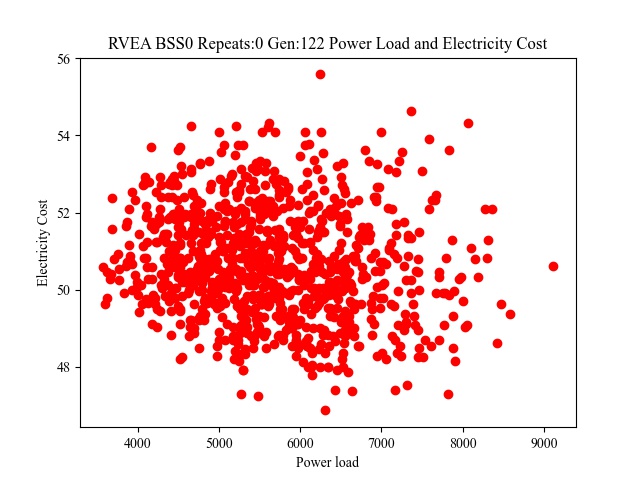 RVEA BSS0 Repeats:0 Gen:122 Power Load and Electricity Cost
56
54
52
50
48
Electricity Cost
4000 5000 6000 7000 8000 9000
Power load